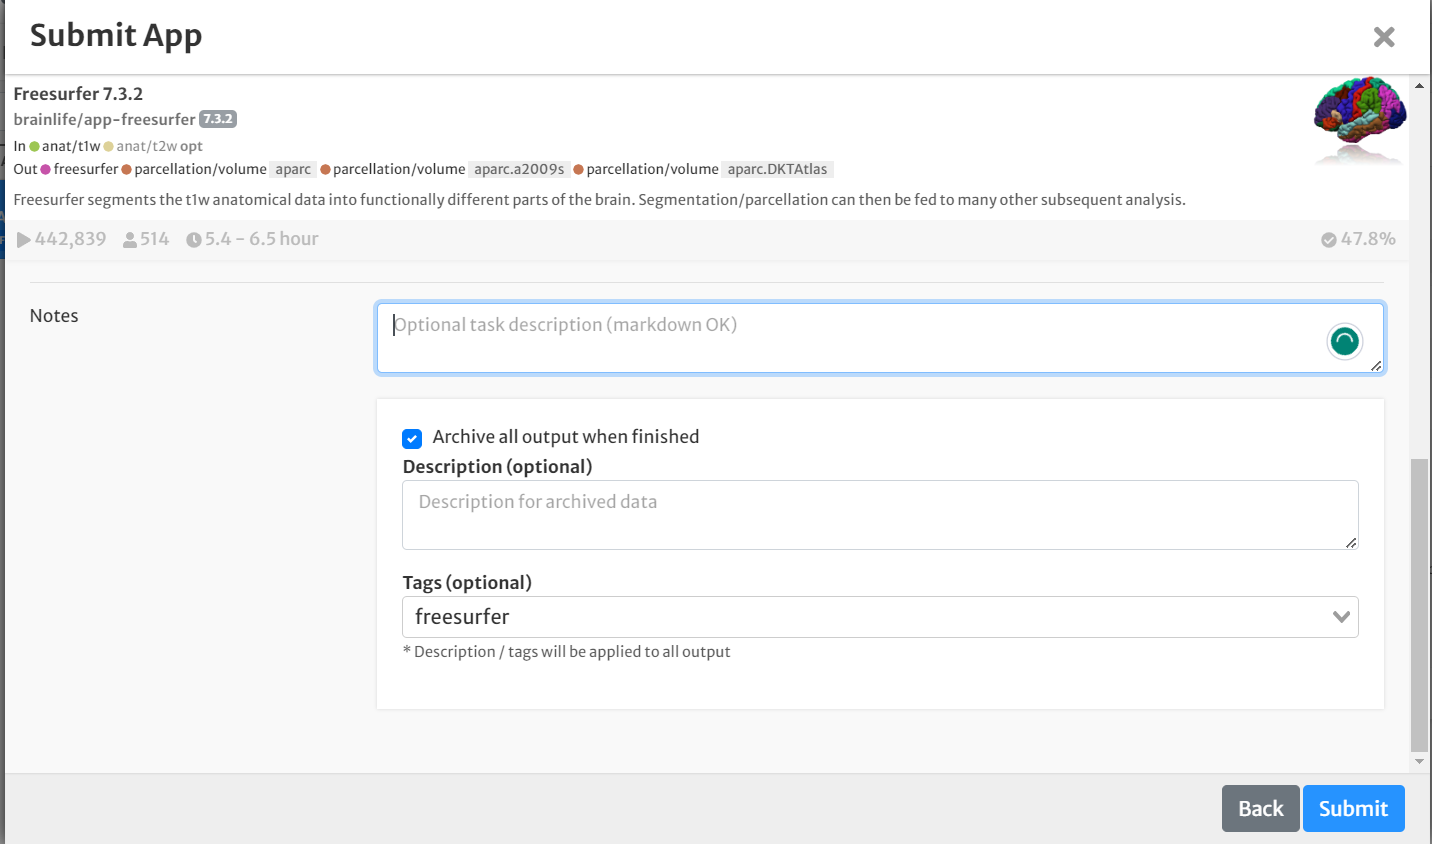 Submit App
Freesurfer 7.3.2
brainlife/app-freesurfer 7.3.2
In anat/t1w anat/t2w opt
Out freesurfer parcellation/volume aparc parcellation/volume aparc.a2009s parcellation/volume aparc.DKTAtlas
Freesurfer segments the t1w anatomical data into functionally different parts of the brain. Segmentation/parcellation can then be fed to many other subsequent analysis.
442,839 514 5.4 - 6.5 hour 47.8%
Notes
Optional task description (markdown OK)
Archive all output when finished
Description (optional)
Description for archived data
Tags (optional)
freesurfer
* Description / tags will be applied to all output
Back Submit